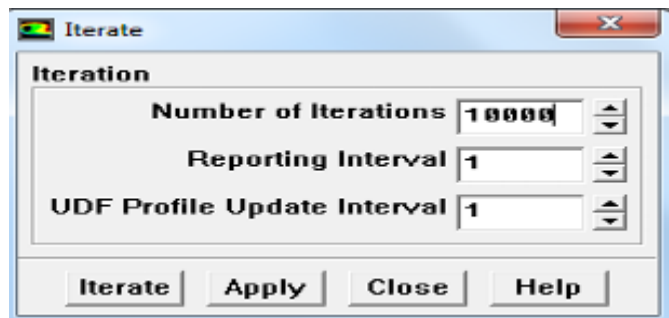 Iterate
Iteration
Number of Iterations 10000
Reporting Interval 1
UDF Profile Update Interval 1
Iterate Apply Close Help